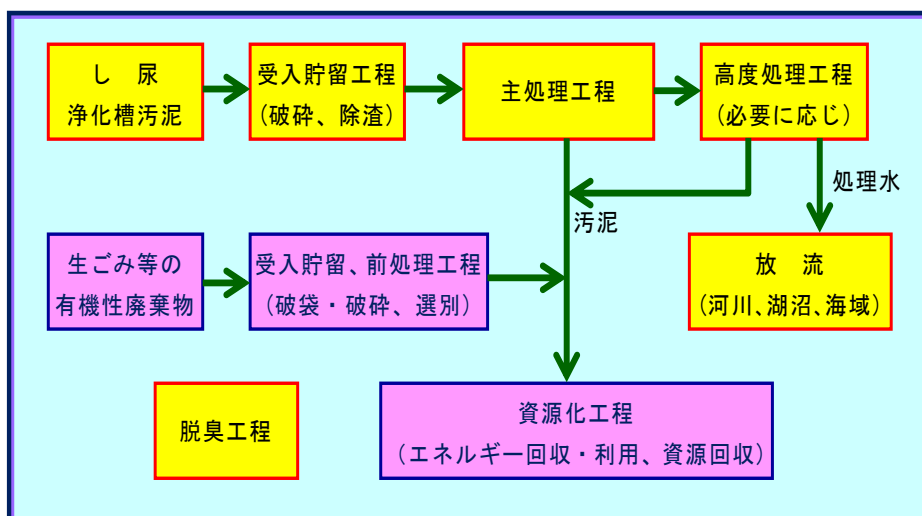 し　尿
浄化槽汚泥
受入貯留工程
(破砕、除渣)
主処理工程
高度処理工程
(必要に応じ)
処理水
汚泥
生ごみ等の
有機性廃棄物
受入貯留、前処理工程
(破袋・破砕、選別)
放　流
(河川、湖沼、海域)
脱臭工程
資源化工程
(エネルギー回収・利用、資源回収)